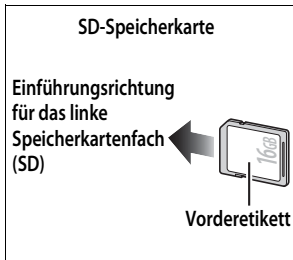 SD-Speicherkarte
Einführungsrichtung
für das linke
Speicherkartenfach
(SD)
16GB
Vorderetikett